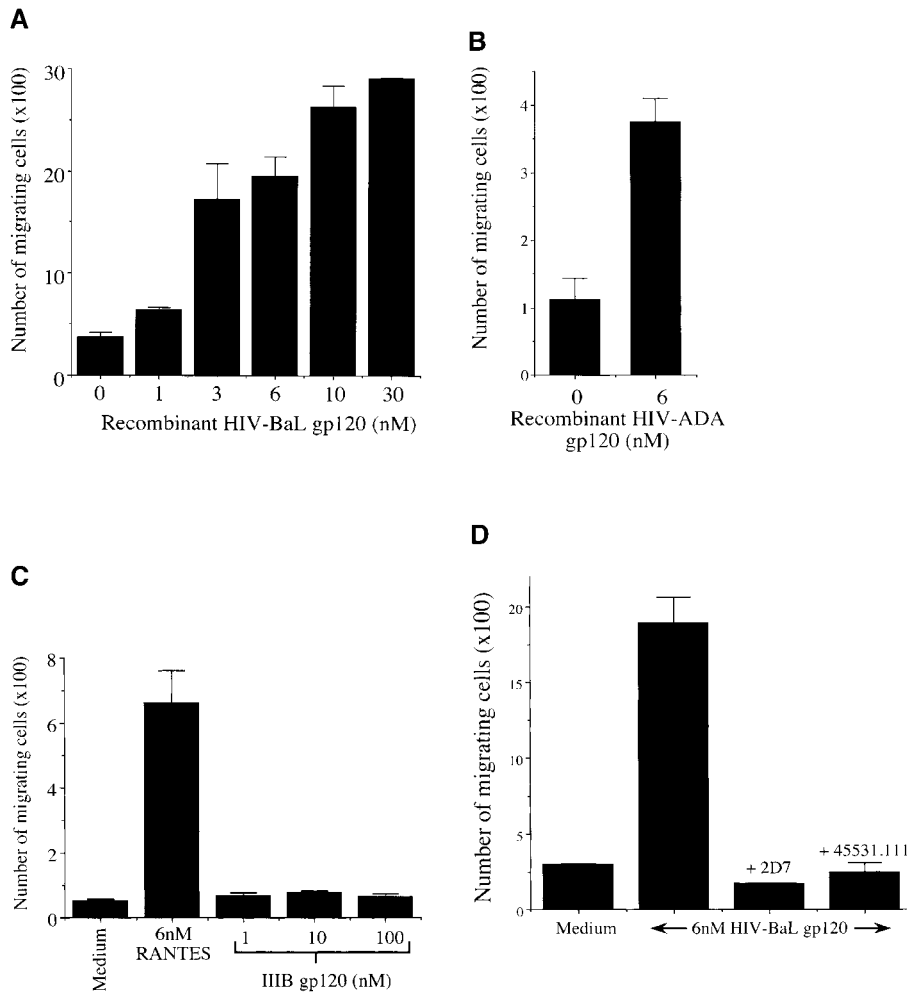 A
Number of migrating cells (x100)
30
20
10
0
0 1 3 6 10 30
Recombinant HIV-BaL gp120 (nM)
B
Number of migrating cells (x100)
4
3
2
1
0
0 6
Recombinant HIV-ADA
gp120 (nM)
C
Number of migrating cells (x100)
8
6
4
2
0
Medium
6nM
RANTES
1 10 100
IIIB gp120 (nM)
D
Number of migrating cells (x100)
20
15
10
5
0
+ 2D7
+ 45531.111
Medium
6nM HIV-BaL gp120